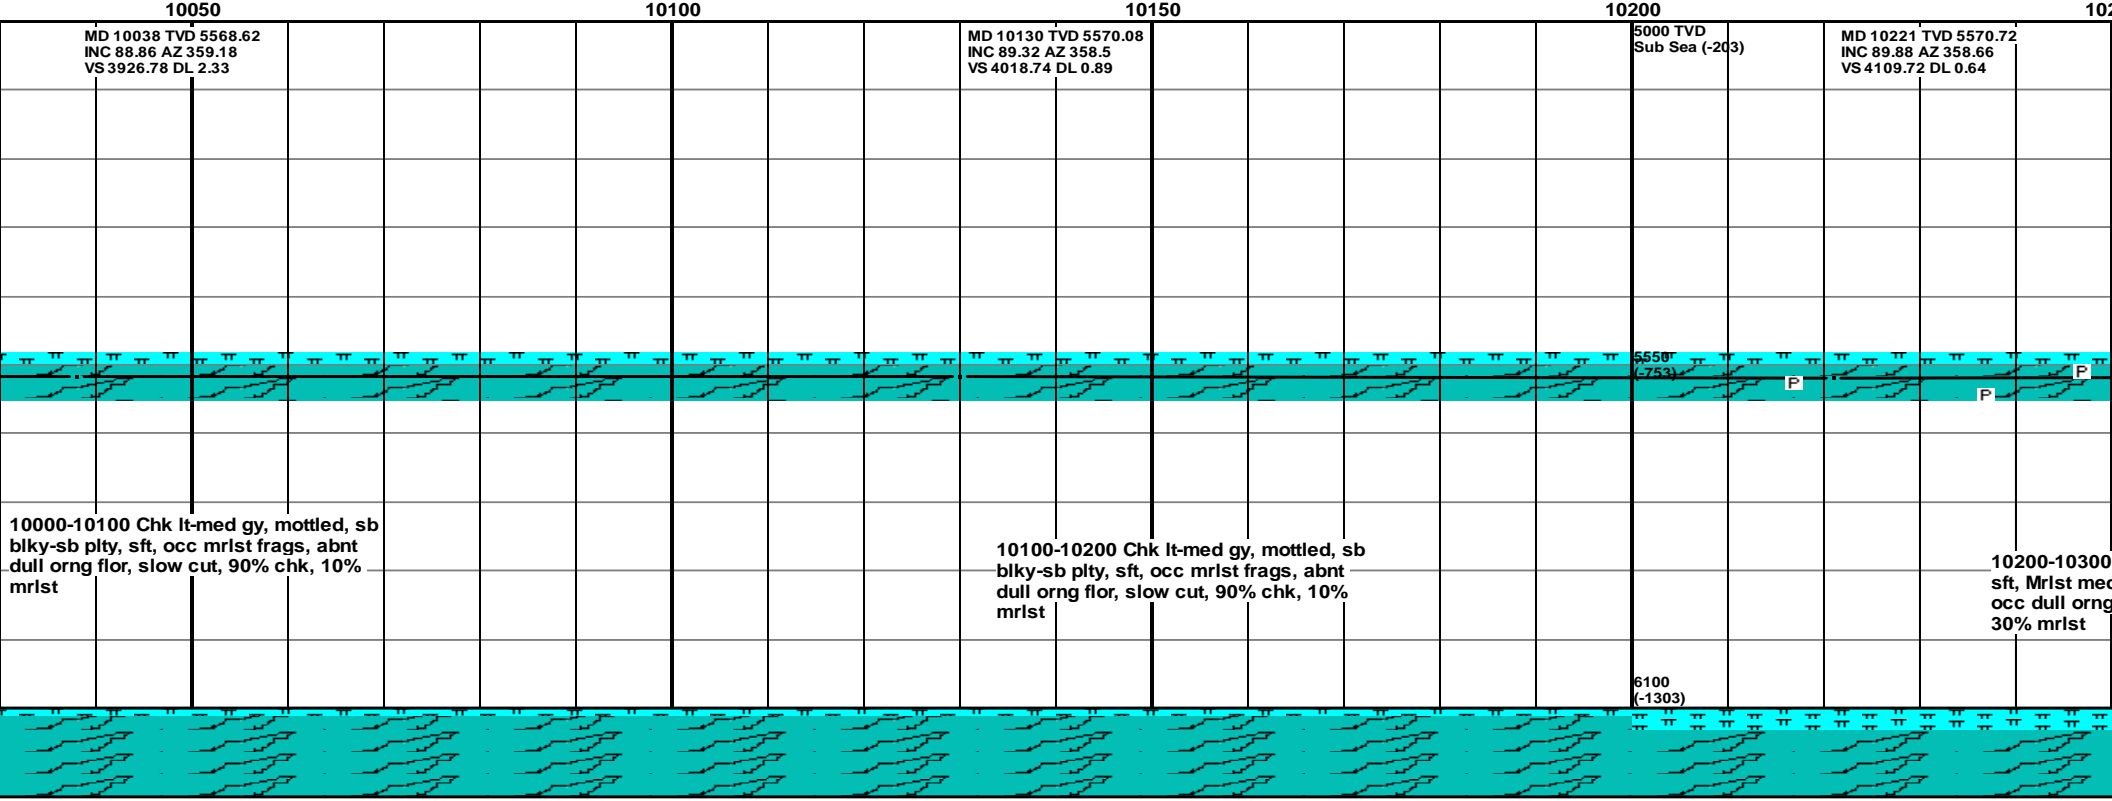 10050
10100
10150
10200
MD 10038 TVD 5568.62
INC 88.86 AZ 359.18
VS 3926.78 DL 2.33
MD 10130 TVD 5570.08
INC 89.32 AZ 358.5
VS 4018.74 DL 0.89
5000 TVD
Sub Sea (-203)
MD 10221 TVD 5570.72
INC 89.88 AZ 358.66
VS 4109.72 DL 0.64
5550
(-753)
P
P
P
10000-10100 Chk lt-med gy, mottled, sb
blky-sb plty, sft, occ mrlst frags, abnt
dull orng flor, slow cut, 90% chk, 10%
mrlst
10100-10200 Chk lt-med gy, mottled, sb
blky-sb plty, sft, occ mrlst frags, abnt
dull orng flor, slow cut, 90% chk, 10%
mrlst
10200-10300
sft, Mrlst med
occ dull orng
30% mrlst
6100
(-1303)